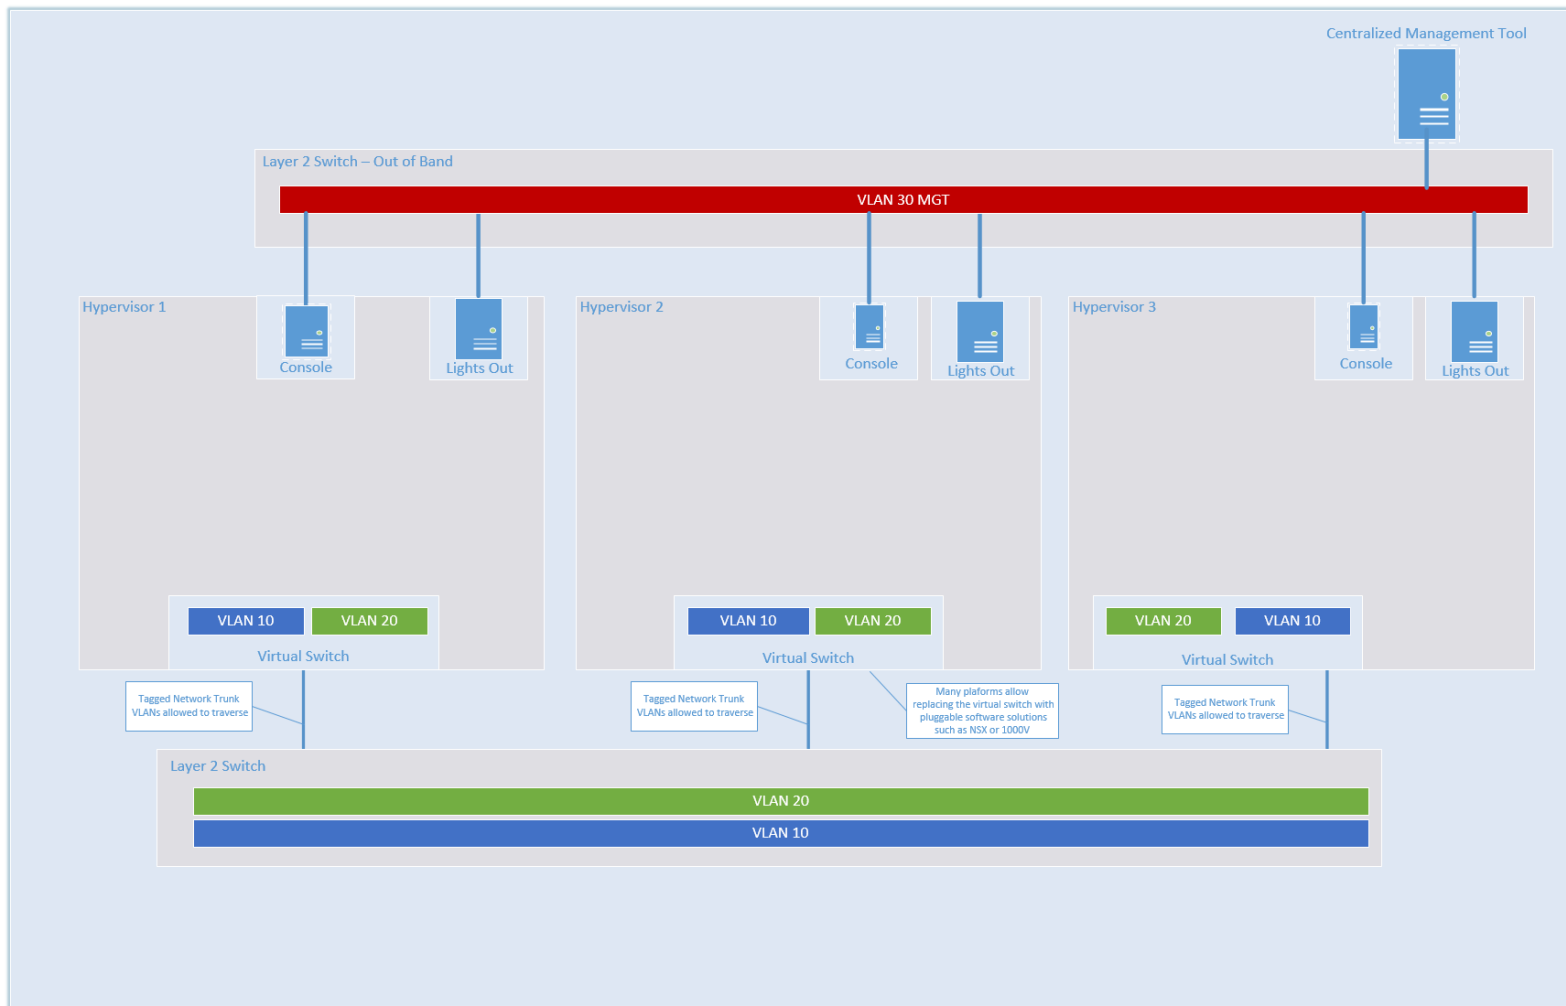 Centralized Management Tool
Layer 2 Switch – Out of Band
VLAN 30 MGT
Hypervisor 1
Console
Lights Out
Hypervisor 2
Console
Lights Out
Hypervisor 3
Console
Lights Out
VLAN 10
VLAN 20
Virtual Switch
VLAN 10
VLAN 20
Virtual Switch
VLAN 20
VLAN 10
Virtual Switch
Tagged Network Trunk
VLANs allowed to traverse
Tagged Network Trunk
VLANs allowed to traverse
Many plaforms allow
replacing the virtual switch with
pluggable software solutions
such as NSX or 1000V
Tagged Network Trunk
VLANs allowed to traverse
Layer 2 Switch
VLAN 20
VLAN 10